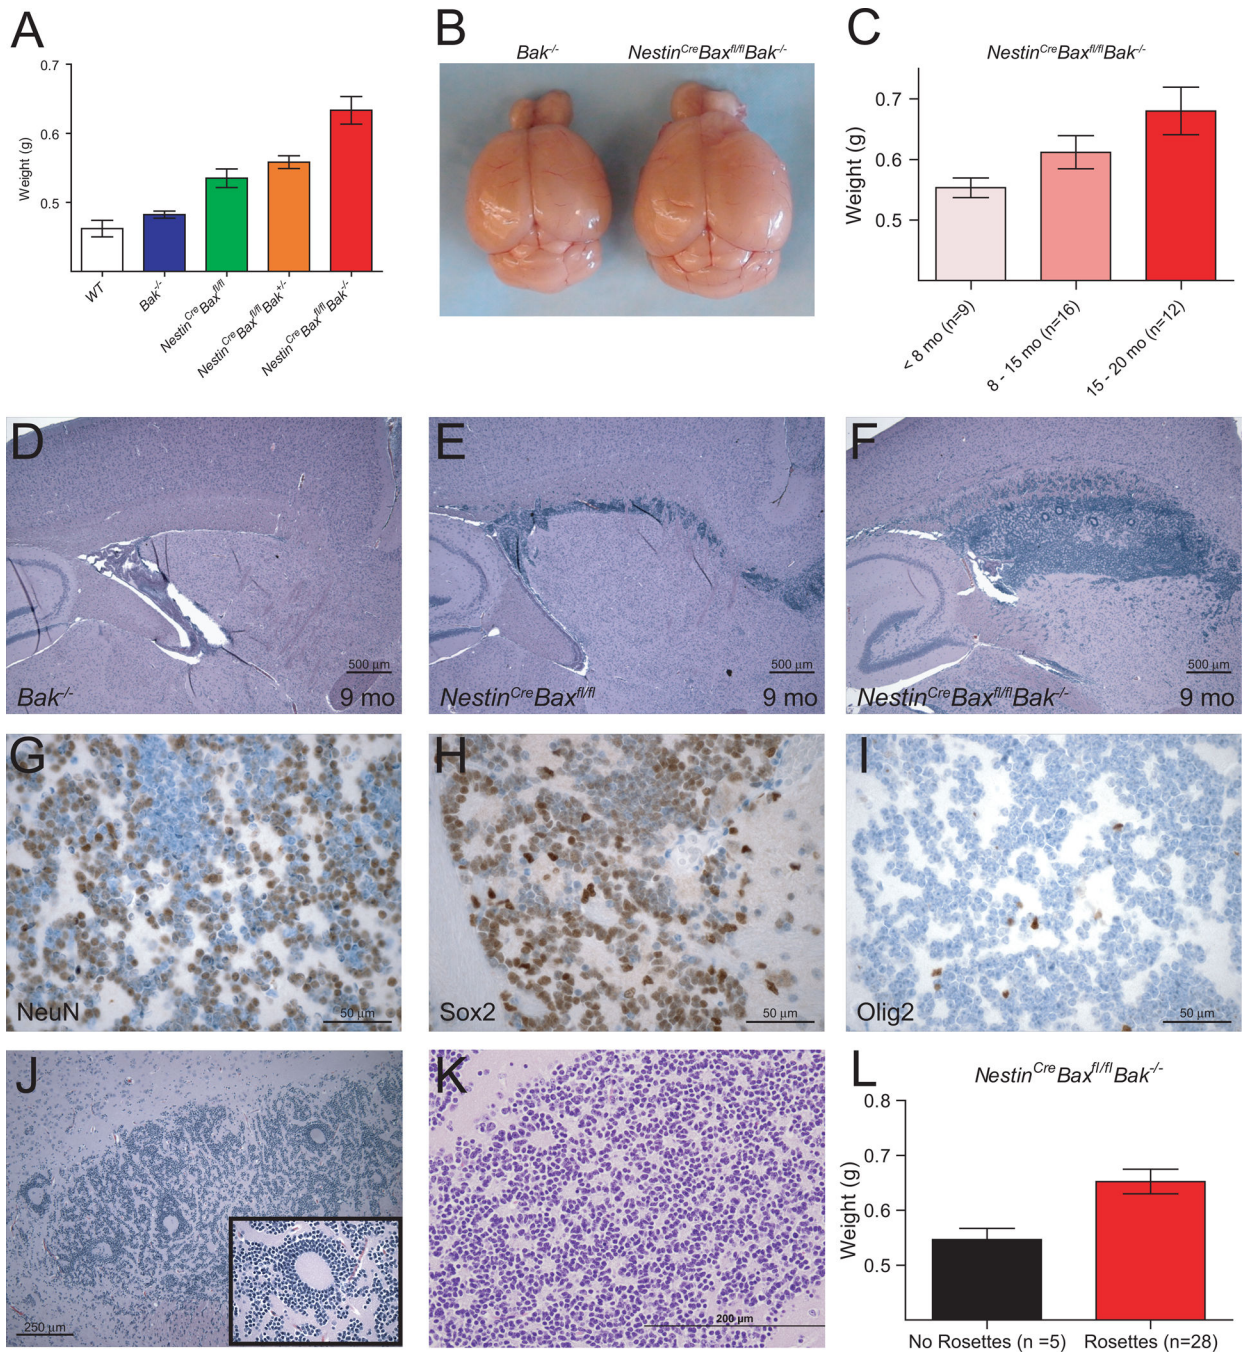 A
Weight (g)
0.7
0.6
0.5
WT
Bak-/-
NestinCreBaxfl/fl
NestinCreBaxfl/flBak+/-
NestinCreBaxfl/flBak-/-
B
Bak-/-
NestinCreBaxfl/flBak-/-
C
NestinCreBaxfl/flBak-/-
Weight (g)
0.7
0.6
0.5
< 8 mo (n=9)
8 - 15 mo (n=16)
15 - 20 mo (n=12)
D
500 µm
Bak-/-
9 mo
E
500 µm
NestinCreBaxfl/fl
9 mo
F
500 µm
NestinCreBaxfl/flBak-/-
9 mo
G
NeuN
50 µm
H
Sox2
50 µm
I
Olig2
50 µm
J
250 µm
K
200 µm
L
NestinCreBaxfl/flBak-/-
Weight (g)
0.8
0.7
0.6
0.5
No Rosettes (n =5)
Rosettes (n=28)